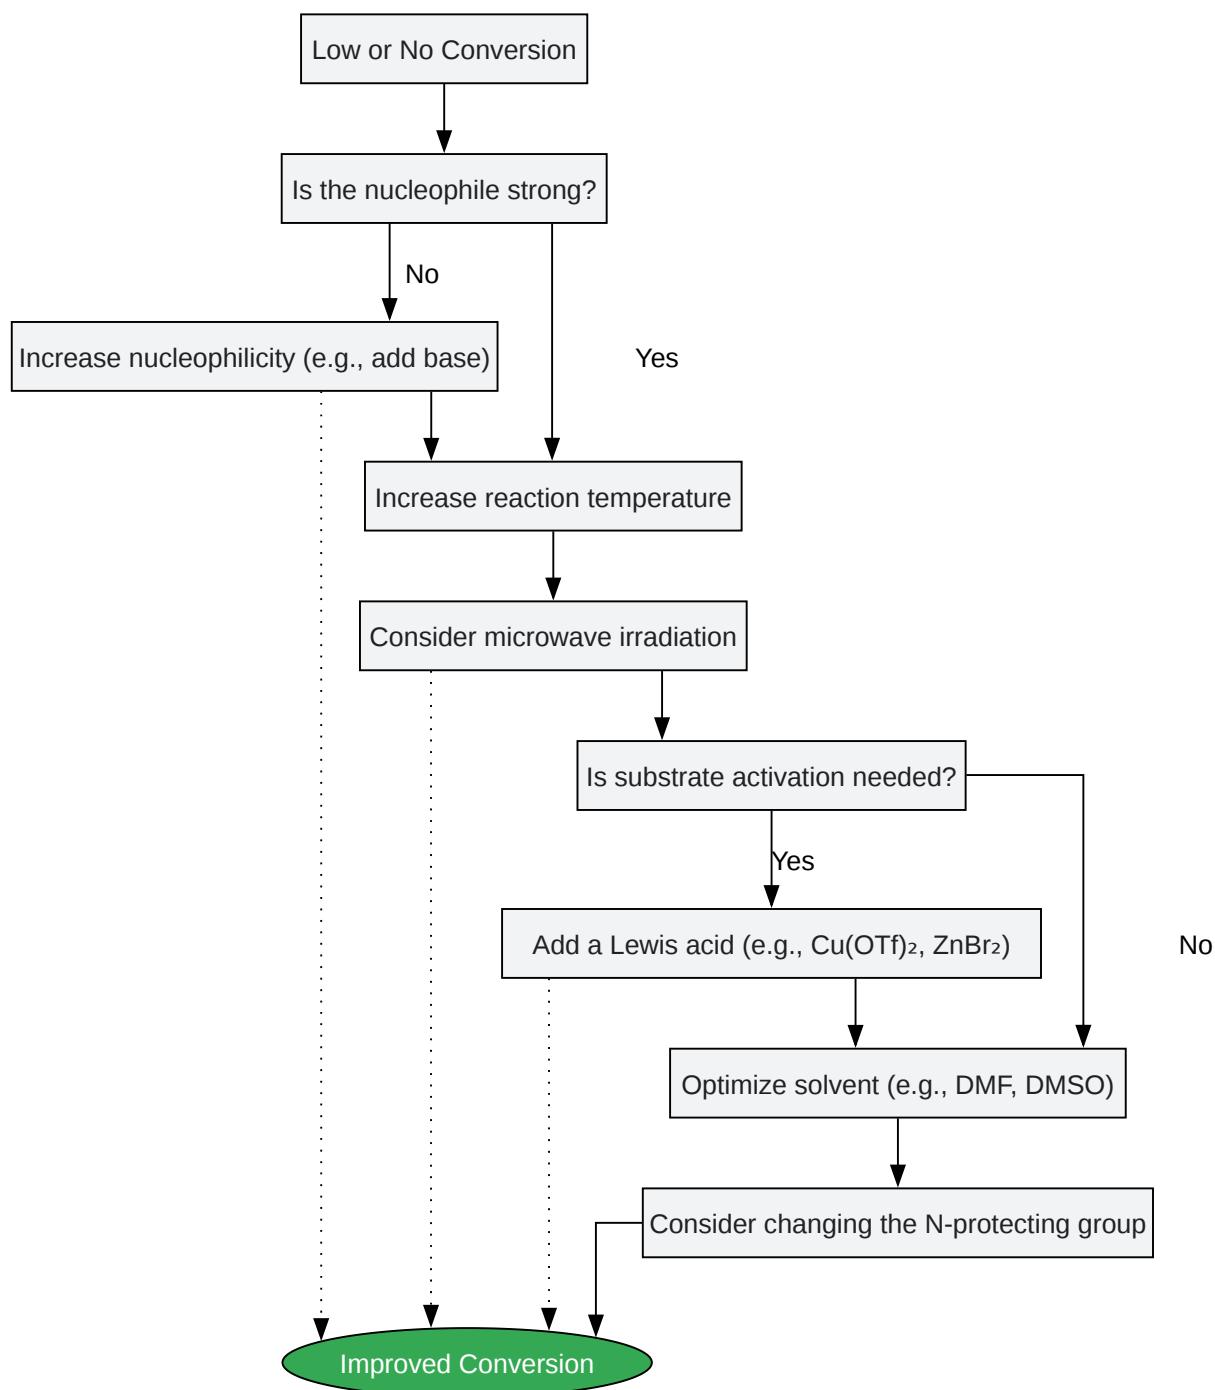 Low or No Conversion
Is the nucleophile strong?
No
Increase nucleophilicity (e.g., add base)
Yes
Increase reaction temperature
Consider microwave irradiation
Is substrate activation needed?
Yes
Add a Lewis acid (e.g., Cu(OTf)₂, ZnBr₂)
No
Optimize solvent (e.g., DMF, DMSO)
Consider changing the N-protecting group
Improved Conversion